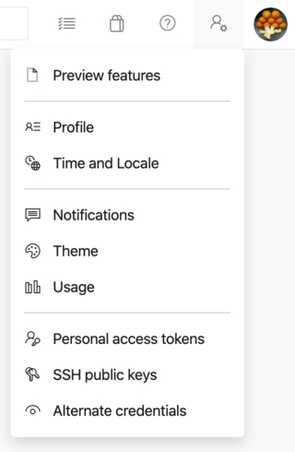 Preview features
Profile
Time and Locale
Notifications
Theme
Usage
Personal access tokens
SSH public keys
Alternate credentials